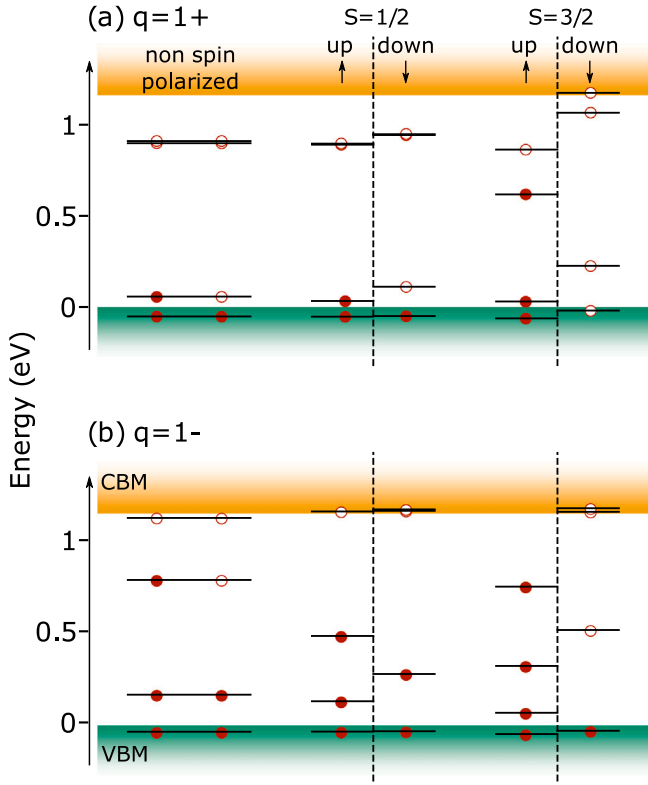 (a) q=1+
S=1/2
S=3/2
non spin
polarized
up
down
up
down
1
0.5
0
Energy (eV)
(b) q=1-
CBM
1
0.5
0
VBM